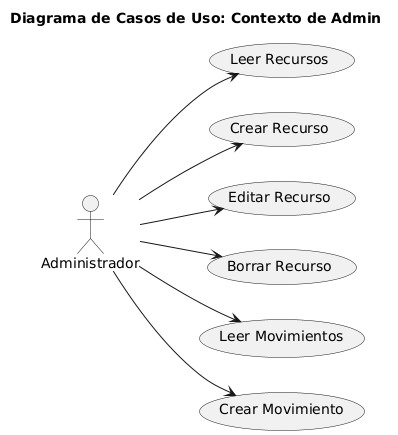 Diagrama de Casos de Uso: Contexto de Admin
Leer Recursos
Crear Recurso
Editar Recurso
Administrador
Borrar Recurso
Leer Movimientos
Crear Movimiento